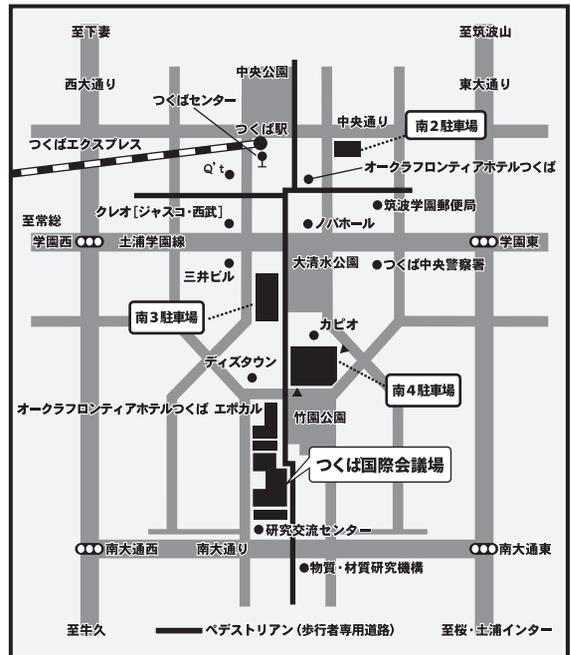 至下妻
至筑波山
西大通り
中央公園
東大通り
つくばセンター
つくば駅
中央通り
南2駐車場
つくばエクスプレス
Q't
オークラフロンティアホテルつくば
筑波学園郵便局
クレオ[ジャスコ・西武]
ノバホール
至常総
学園西
土浦学園線
学園東
三井ビル
大清水公園
つくば中央警察署
南3駐車場
カピオ
ディズタウン
南4駐車場
オークラフロンティアホテルつくば エポカル
竹園公園
つくば国際会議場
研究交流センター
南大通西
南大通り
南大通東
物質・材質研究機構
至牛久
ペデストリアン(歩行者専用道路)
至桜・土浦インター